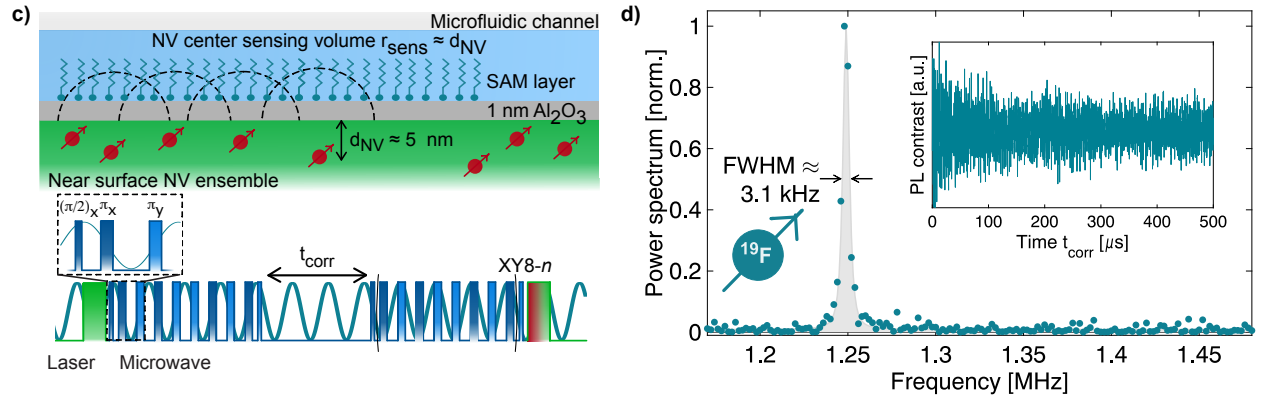 c)
Microfluidic channel
NV center sensing volume r_sens ≈ d_NV
SAM layer
1 nm Al₂O₃
d_NV ≈ 5 nm
Near surface NV ensemble
(π/2)ₓ πₓ π_y
t_corr
XY8-n
Laser Microwave
d)
Power spectrum [norm.]
1
0.8
0.6
0.4
0.2
0
FWHM ≈
3.1 kHz
¹⁹F
1.2 1.25 1.3 1.35 1.4 1.45
Frequency [MHz]
PL contrast [a.u.]
0 100 200 300 400 500
Time t_corr [μs]